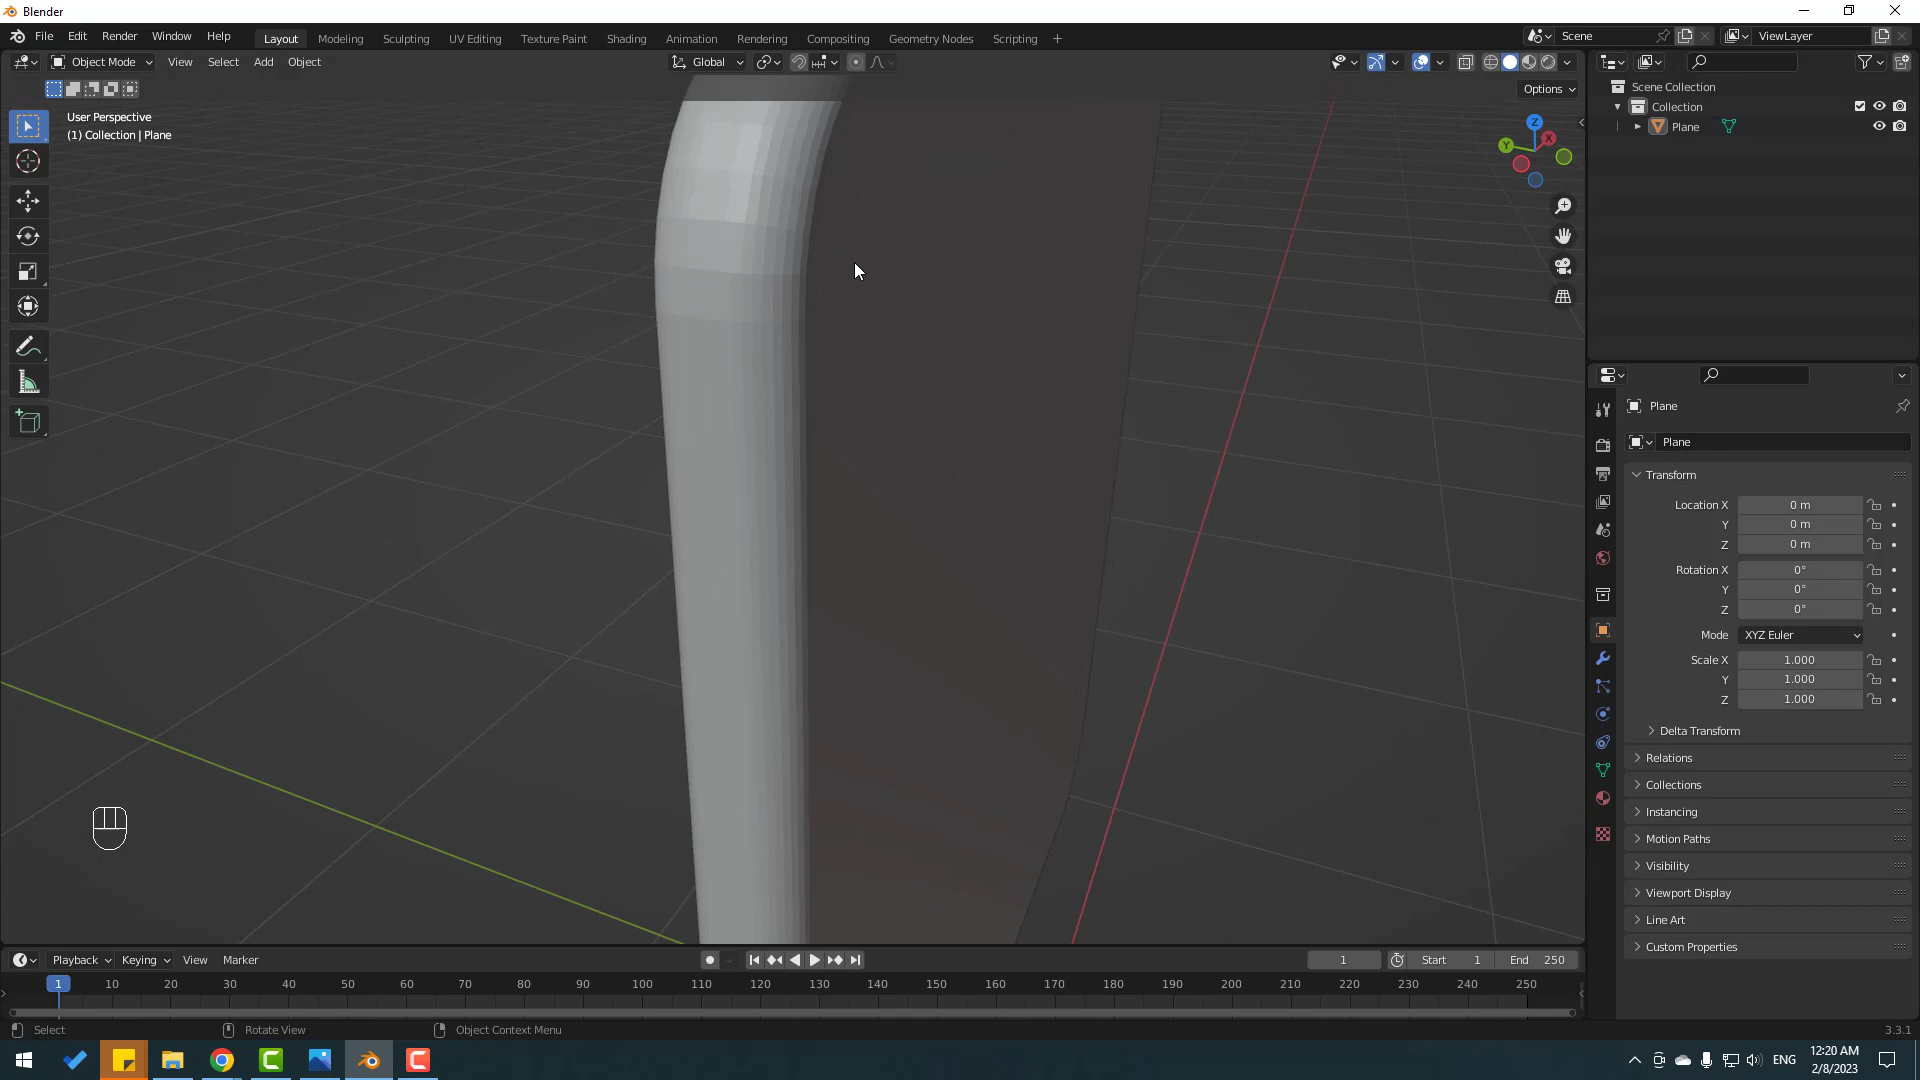 Blender
File Edit Render Window Help Layout Modeling Sculpting UV Editing Texture Paint Shading Animation Rendering Compositing Geometry Nodes Scripting + Scene ViewLayer
Object Mode View Select Add Object Global
Options
User Perspective
(1) Collection | Plane
Z
X
Y
Scene Collection
Collection
Plane
Plane
Plane
Transform
Location X 0 m
Y 0 m
Z 0 m
Rotation X 0°
Y 0°
Z 0°
Mode XYZ Euler
Scale X 1.000
Y 1.000
Z 1.000
Delta Transform
Relations
Collections
Instancing
Motion Paths
Visibility
Viewport Display
Line Art
Custom Properties
Playback Keying View Marker 1 Start 1 End 250
1 10 20 30 40 50 60 70 80 90 100 110 120 130 140 150 160 170 180 190 200 210 220 230 240 250
Select Rotate View Object Context Menu 3.3.1
ENG 12:20 AM
2/8/2023